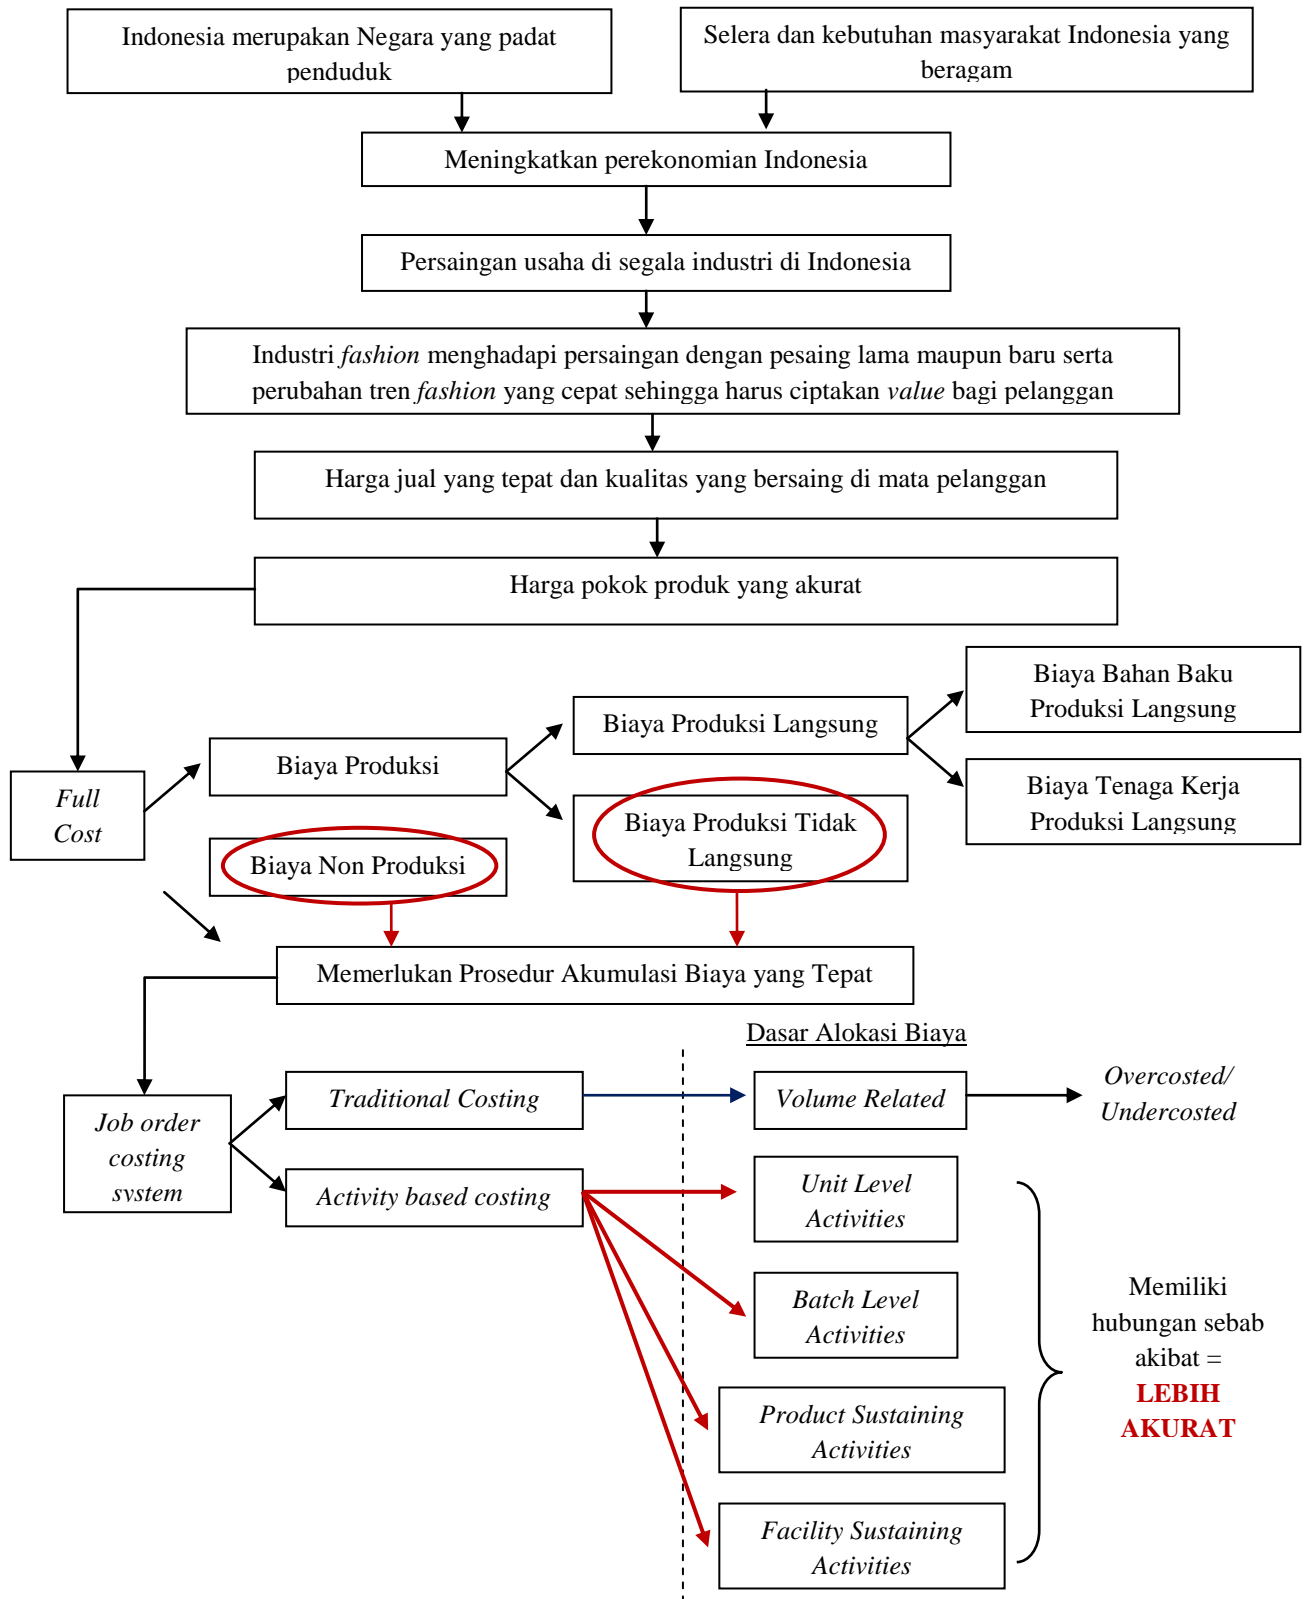 Indonesia merupakan Negara yang padat
penduduk
Selera dan kebutuhan masyarakat Indonesia yang
beragam
Meningkatkan perekonomian Indonesia
Persaingan usaha di segala industri di Indonesia
Industri fashion menghadapi persaingan dengan pesaing lama maupun baru serta
perubahan tren fashion yang cepat sehingga harus ciptakan value bagi pelanggan
Harga jual yang tepat dan kualitas yang bersaing di mata pelanggan
Harga pokok produk yang akurat
Full
Cost
Biaya Produksi
Biaya Non Produksi
Biaya Produksi Langsung
Biaya Produksi Tidak
Langsung
Biaya Bahan Baku
Produksi Langsung
Biaya Tenaga Kerja
Produksi Langsung
Memerlukan Prosedur Akumulasi Biaya yang Tepat
Dasar Alokasi Biaya
Job order
costing
system
Traditional Costing
Activity based costing
Volume Related
Overcosted/
Undercosted
Unit Level
Activities
Batch Level
Activities
Product Sustaining
Activities
Facility Sustaining
Activities
Memiliki
hubungan sebab
akibat =
LEBIH
AKURAT